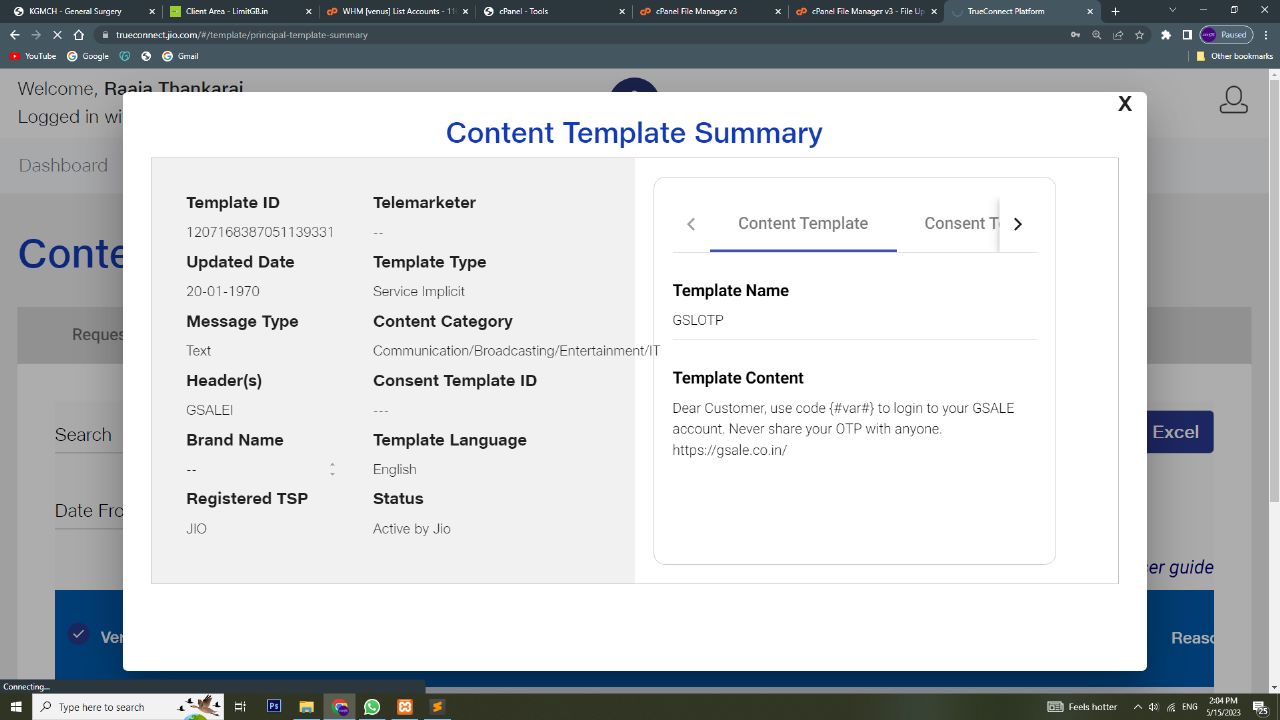 KGMCH - Google Search
Client Area - LimitGB.in
WHM [venus] List Accounts - 11
cPanel - Tools
cPanel File Manager v3
cPanel File Manager v3 - File Up
TrueConnect Platform
trueconnect.jio.com/#/template/principal-template-summary
Paused
YouTube
Google
Gmail
Other bookmarks
Welcome, Raaja Thankaraj
Logged in wi
X
Content Template Summary
Dashboard
Conte
Reques
Search
Date Fro
Excel
er guide
Ver
Reaso
Template ID
1207168387051139331
Updated Date
20-01-1970
Message Type
Text
Header(s)
GSALEI
Brand Name
--
Registered TSP
JIO
Telemarketer
--
Template Type
Service Implicit
Content Category
Communication/Broadcasting/Entertainment/IT
Consent Template ID
---
Template Language
English
Status
Active by Jio
Content Template
Consent T
Template Name
GSLOTP
Template Content
Dear Customer, use code {#var#} to login to your GSALE
account. Never share your OTP with anyone.
https://gsale.co.in/
Connecting...
Type here to search
Ps
Feels hotter
ENG
2:04 PM
5/15/2023
25